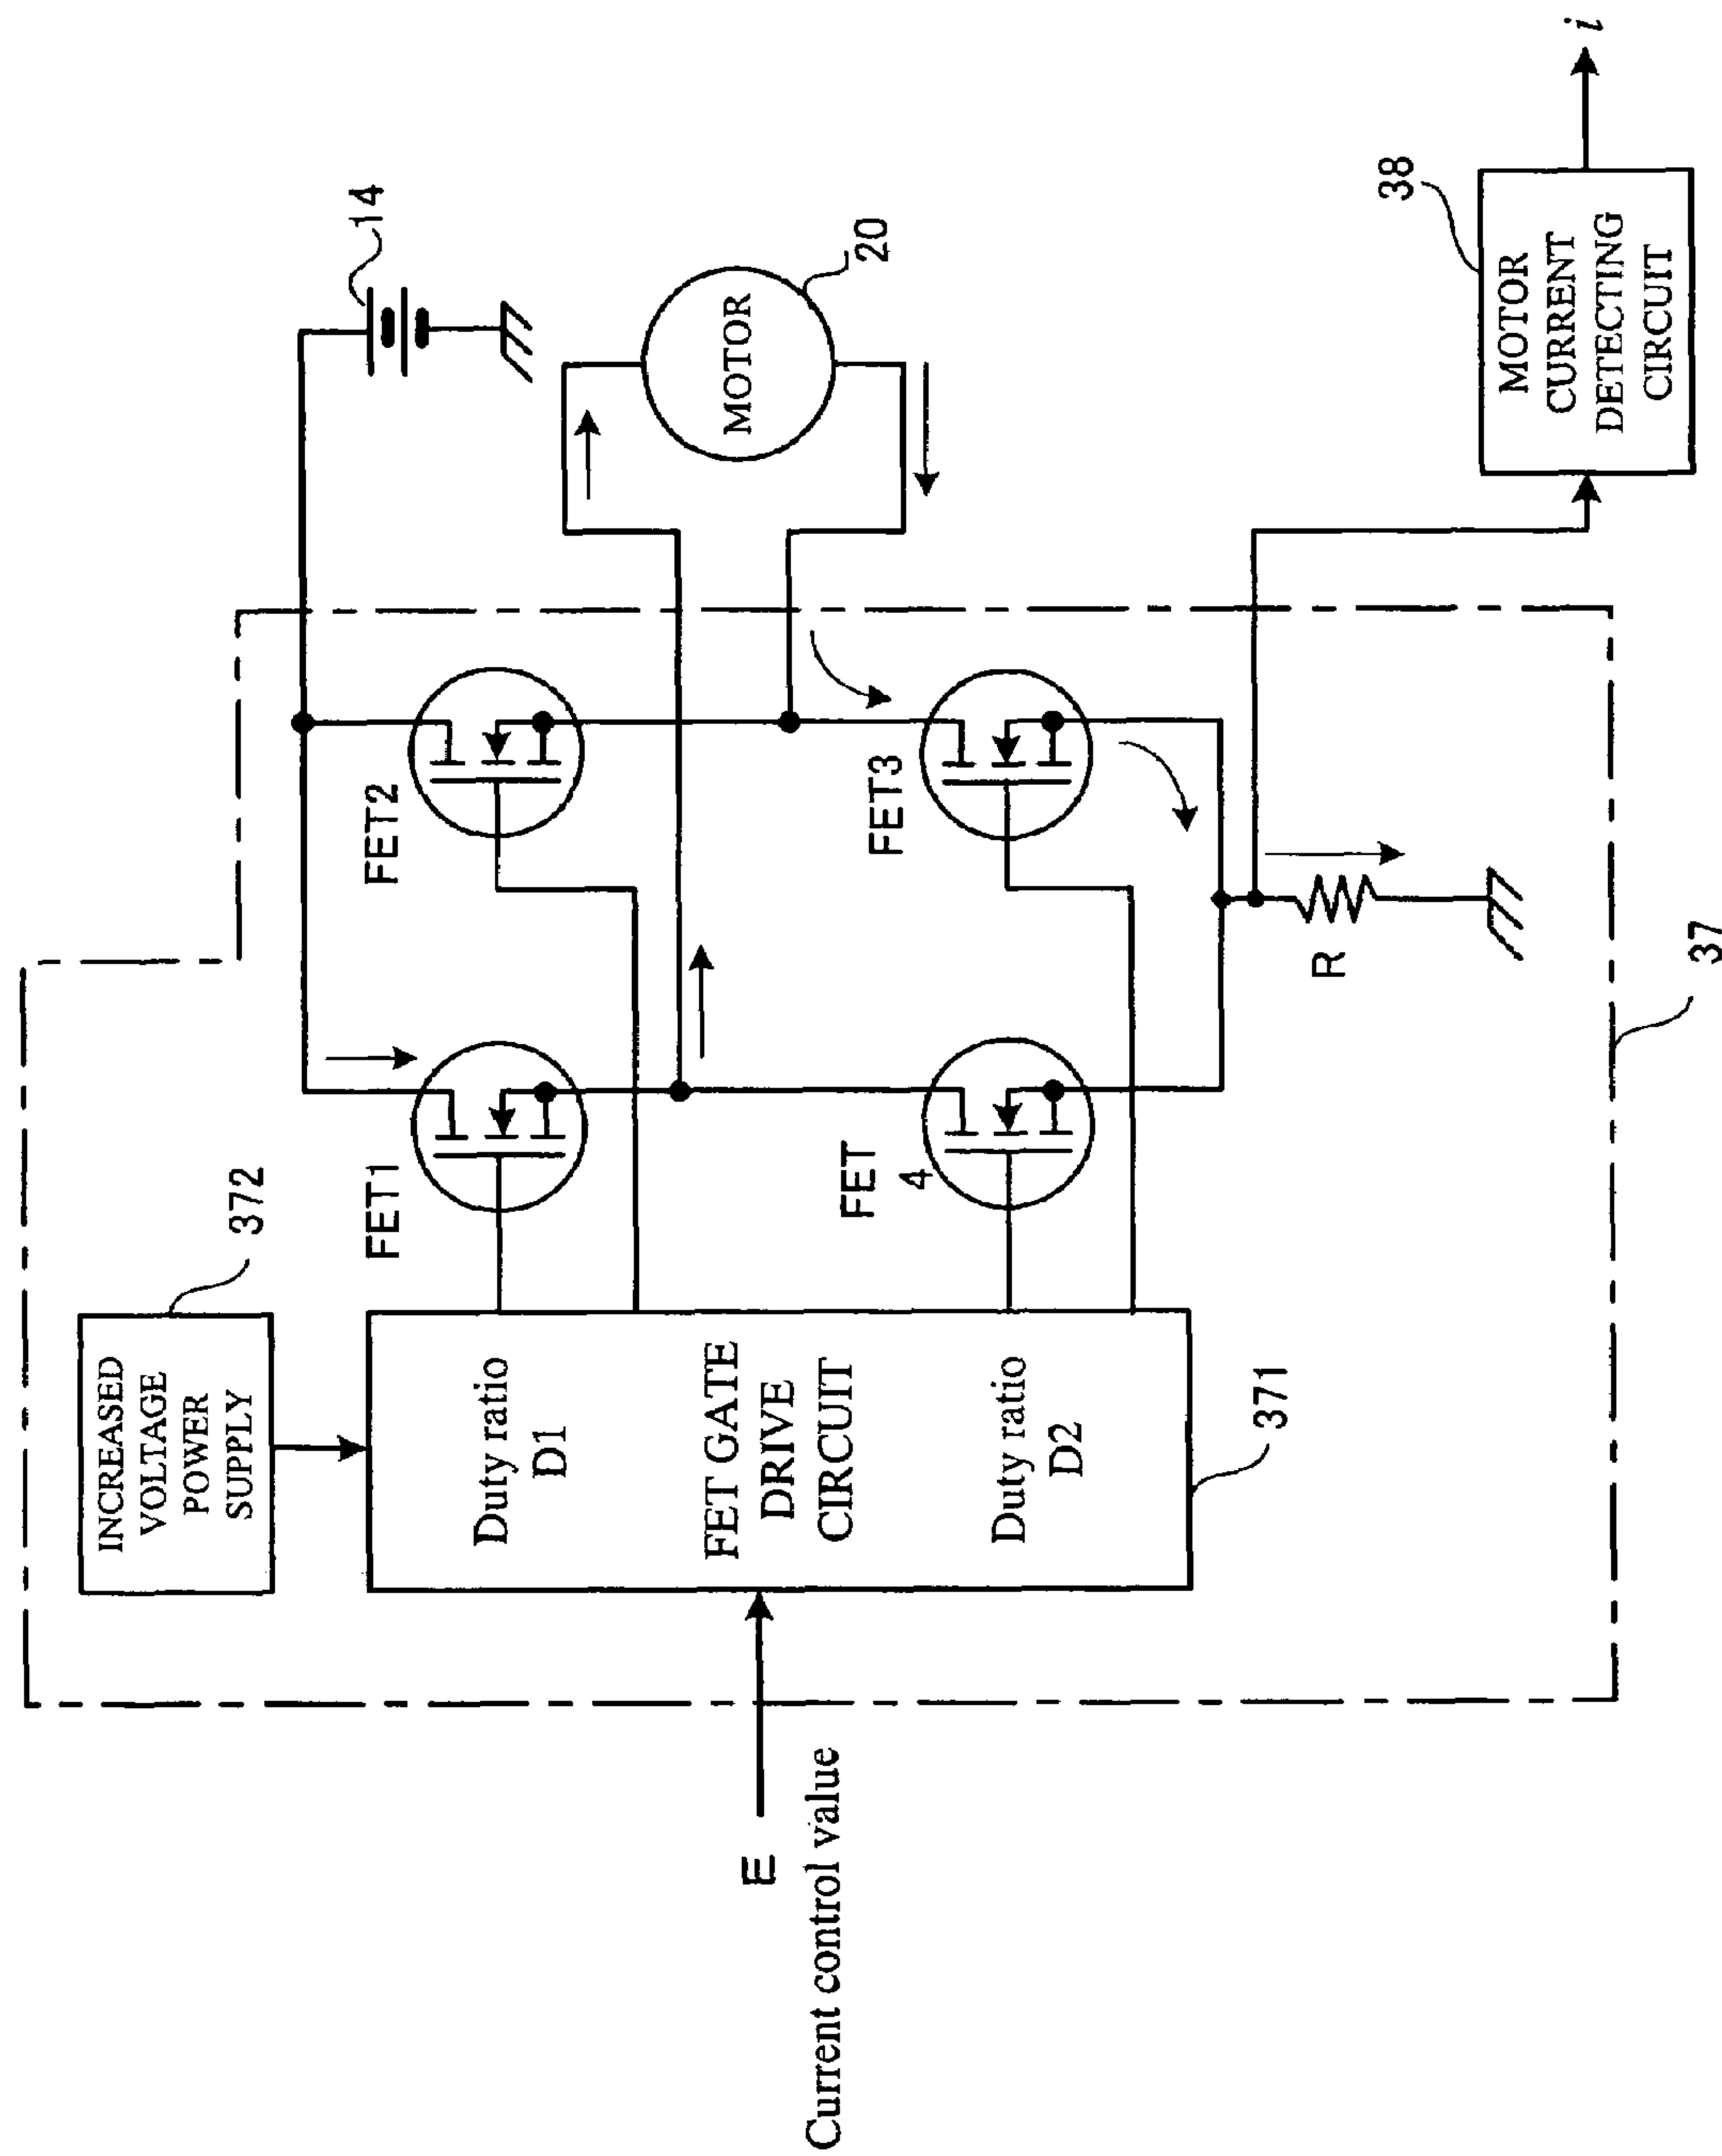 INCREASED
VOLTAGE
POWER
SUPPLY
372
14
FET1
FET2
Duty ratio
D1
FET GATE
DRIVE
CIRCUIT
Duty ratio
D2
371
E
Current control value
MOTOR
20
FET
4
FET3
R
38
MOTOR
CURRENT
DETECTING
CIRCUIT
i
37